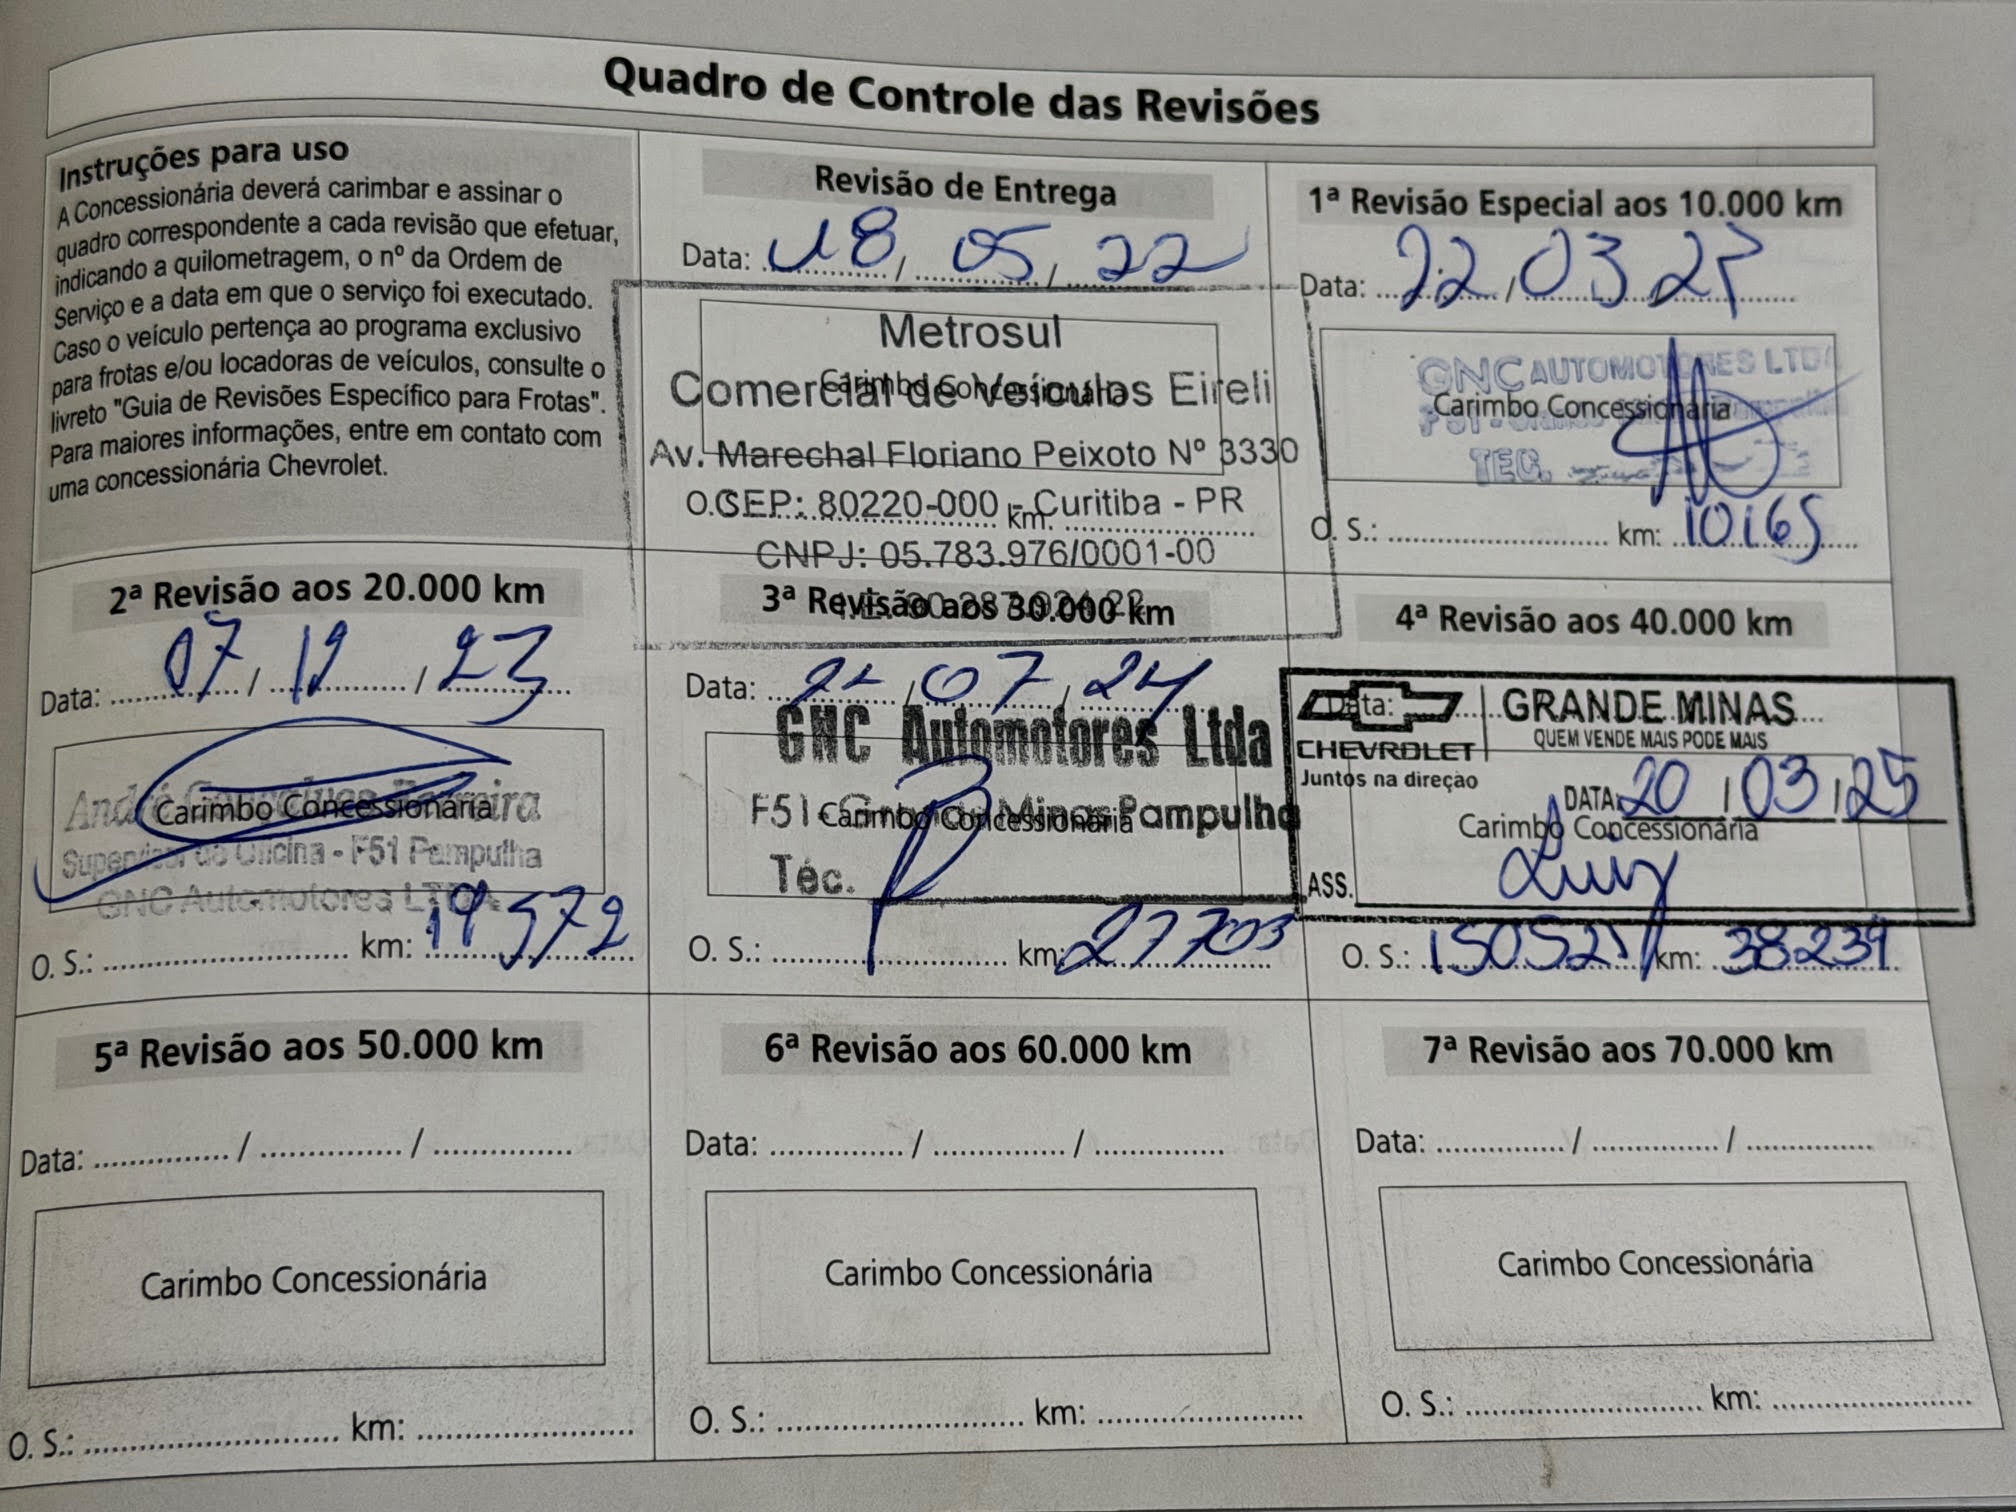 Quadro de Controle das Revisões
Instruções para uso
A Concessionária deverá carimbar e assinar o
quadro correspondente a cada revisão que efetuar,
indicando a quilometragem, o nº da Ordem de
Serviço e a data em que o serviço foi executado.
Caso o veículo pertença ao programa exclusivo
para frotas e/ou locadoras de veículos, consulte o
livreto "Guia de Revisões Específico para Frotas".
Para maiores informações, entre em contato com
uma concessionária Chevrolet.
Revisão de Entrega
Data: / 05 / 22
Metrosul
Carimbo Concessionária
Comercial de Veículos Eireli
Av. Marechal Floriano Peixoto Nº 3330
O. S.: km:
CEP: 80220-000 - Curitiba - PR
CNPJ: 05.783.976/0001-00
1ª Revisão Especial aos 10.000 km
Data: 22 / 03
GNC AUTOMOTORES LTDA
Carimbo Concessionária
F51 -
TEC.
O. S.: km: 10165
2ª Revisão aos 20.000 km
Data: 07 / 12 / 23
Carimbo Concessionária
André Ferreira
Supervisor de Oficina - F51 Pampulha
GNC Automotores LTDA
O. S.: km: 19572
3ª Revisão aos 30.000 km
Data: 22 / 07 / 24
GNC Automotores Ltda
F51 Minas Pampulha
Carimbo Concessionária
Téc.
O. S.: km: 27703
4ª Revisão aos 40.000 km
Data:
CHEVROLET
Juntos na direção
GRANDE MINAS
QUEM VENDE MAIS PODE MAIS
DATA: 20 / 03 / 25
Carimbo Concessionária
ASS. Luiz
O. S.: 150521 km: 38239
5ª Revisão aos 50.000 km
Data: / /
Carimbo Concessionária
O. S.: km:
6ª Revisão aos 60.000 km
Data: / /
Carimbo Concessionária
O. S.: km:
7ª Revisão aos 70.000 km
Data: / /
Carimbo Concessionária
O. S.: km: